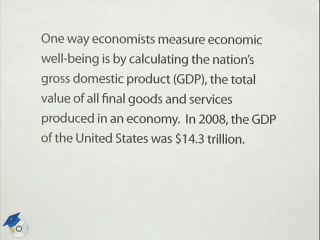 One way economists measure economic
well-being is by calculating the nation's
gross domestic product (GDP), the total
value of all final goods and services
produced in an economy.  In 2008, the GDP
of the United States was $14.3 trillion.